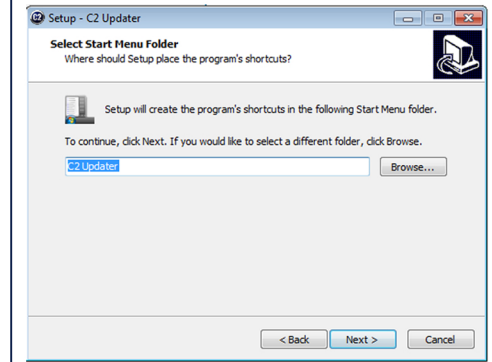 Setup - C2 Updater
Select Start Menu Folder
Where should Setup place the program's shortcuts?
Setup will create the program's shortcuts in the following Start Menu folder.
To continue, click Next. If you would like to select a different folder, click Browse.
C2 Updater
Browse...
< Back
Next >
Cancel